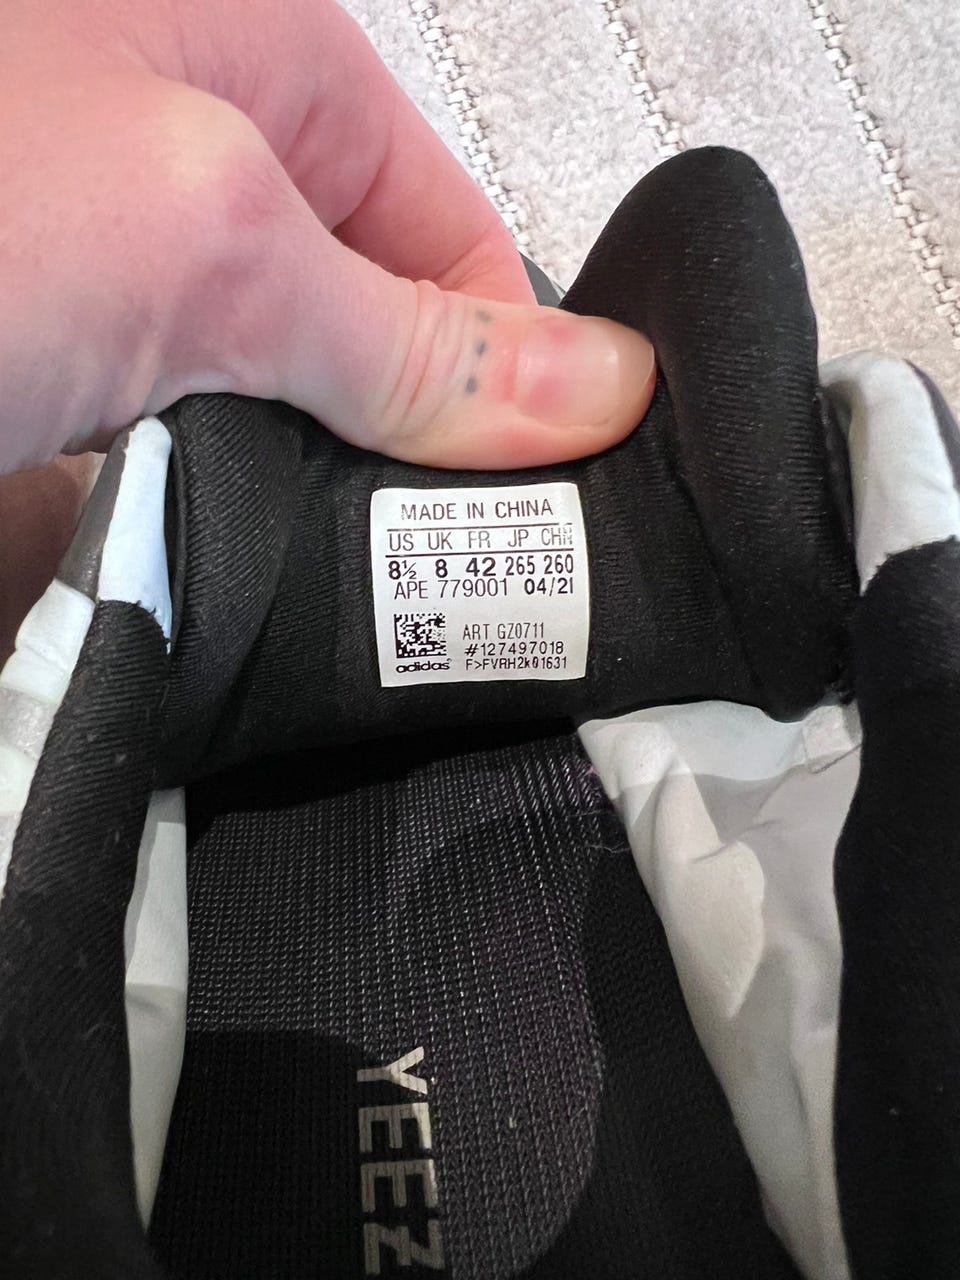 MADE IN CHINA
US UK FR JP CHN
8½ 8 42 265 260
APE 779001 04/21
ART GZ0711
#127497018
adidas F>FVRH2k01631
YEEZ